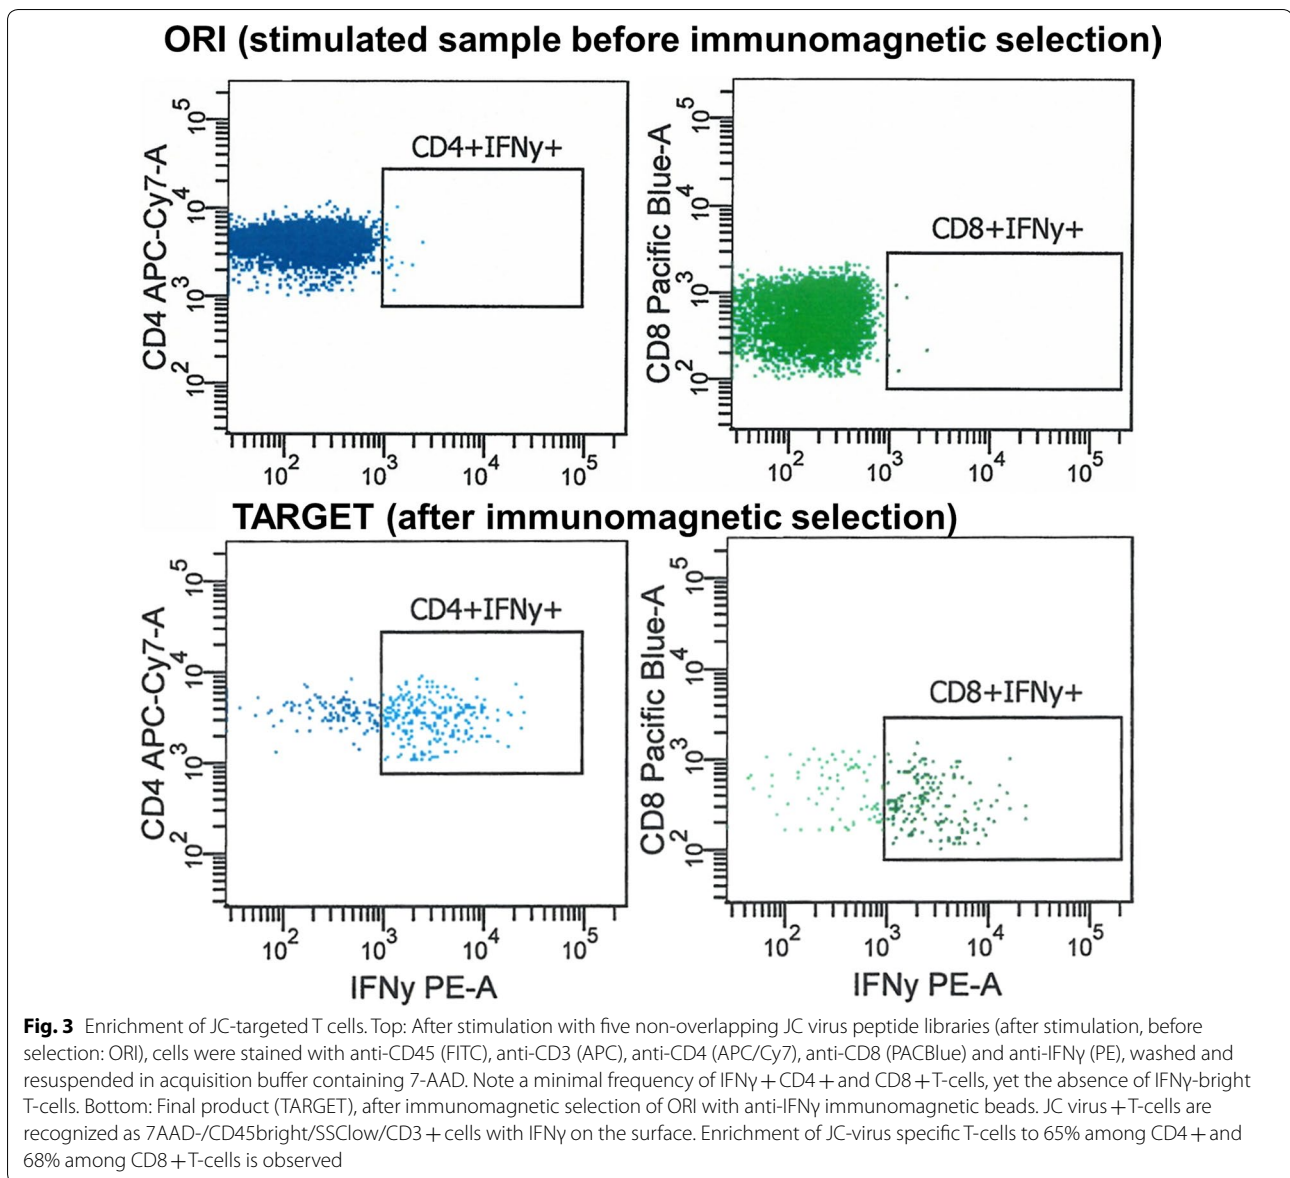 ORI (stimulated sample before immunomagnetic selection)
CD4 APC-Cy7-A
10^5
10^4
10^3
10^2
CD4+IFNy+
10^2 10^3 10^4 10^5
CD8 Pacific Blue-A
10^5
10^4
10^3
10^2
CD8+IFNy+
10^2 10^3 10^4 10^5
TARGET (after immunomagnetic selection)
CD4 APC-Cy7-A
10^5
10^4
10^3
10^2
CD4+IFNy+
10^2 10^3 10^4 10^5
IFNy PE-A
CD8 Pacific Blue-A
10^5
10^4
10^3
10^2
CD8+IFNy+
10^2 10^3 10^4 10^5
IFNy PE-A
Fig. 3 Enrichment of JC-targeted T cells. Top: After stimulation with five non-overlapping JC virus peptide libraries (after stimulation, before
selection: ORI), cells were stained with anti-CD45 (FITC), anti-CD3 (APC), anti-CD4 (APC/Cy7), anti-CD8 (PACBlue) and anti-IFNγ (PE), washed and
resuspended in acquisition buffer containing 7-AAD. Note a minimal frequency of IFNγ + CD4 + and CD8 + T-cells, yet the absence of IFNγ-bright
T-cells. Bottom: Final product (TARGET), after immunomagnetic selection of ORI with anti-IFNγ immunomagnetic beads. JC virus + T-cells are
recognized as 7AAD-/CD45bright/SSClow/CD3 + cells with IFNγ on the surface. Enrichment of JC-virus specific T-cells to 65% among CD4 + and
68% among CD8 + T-cells is observed